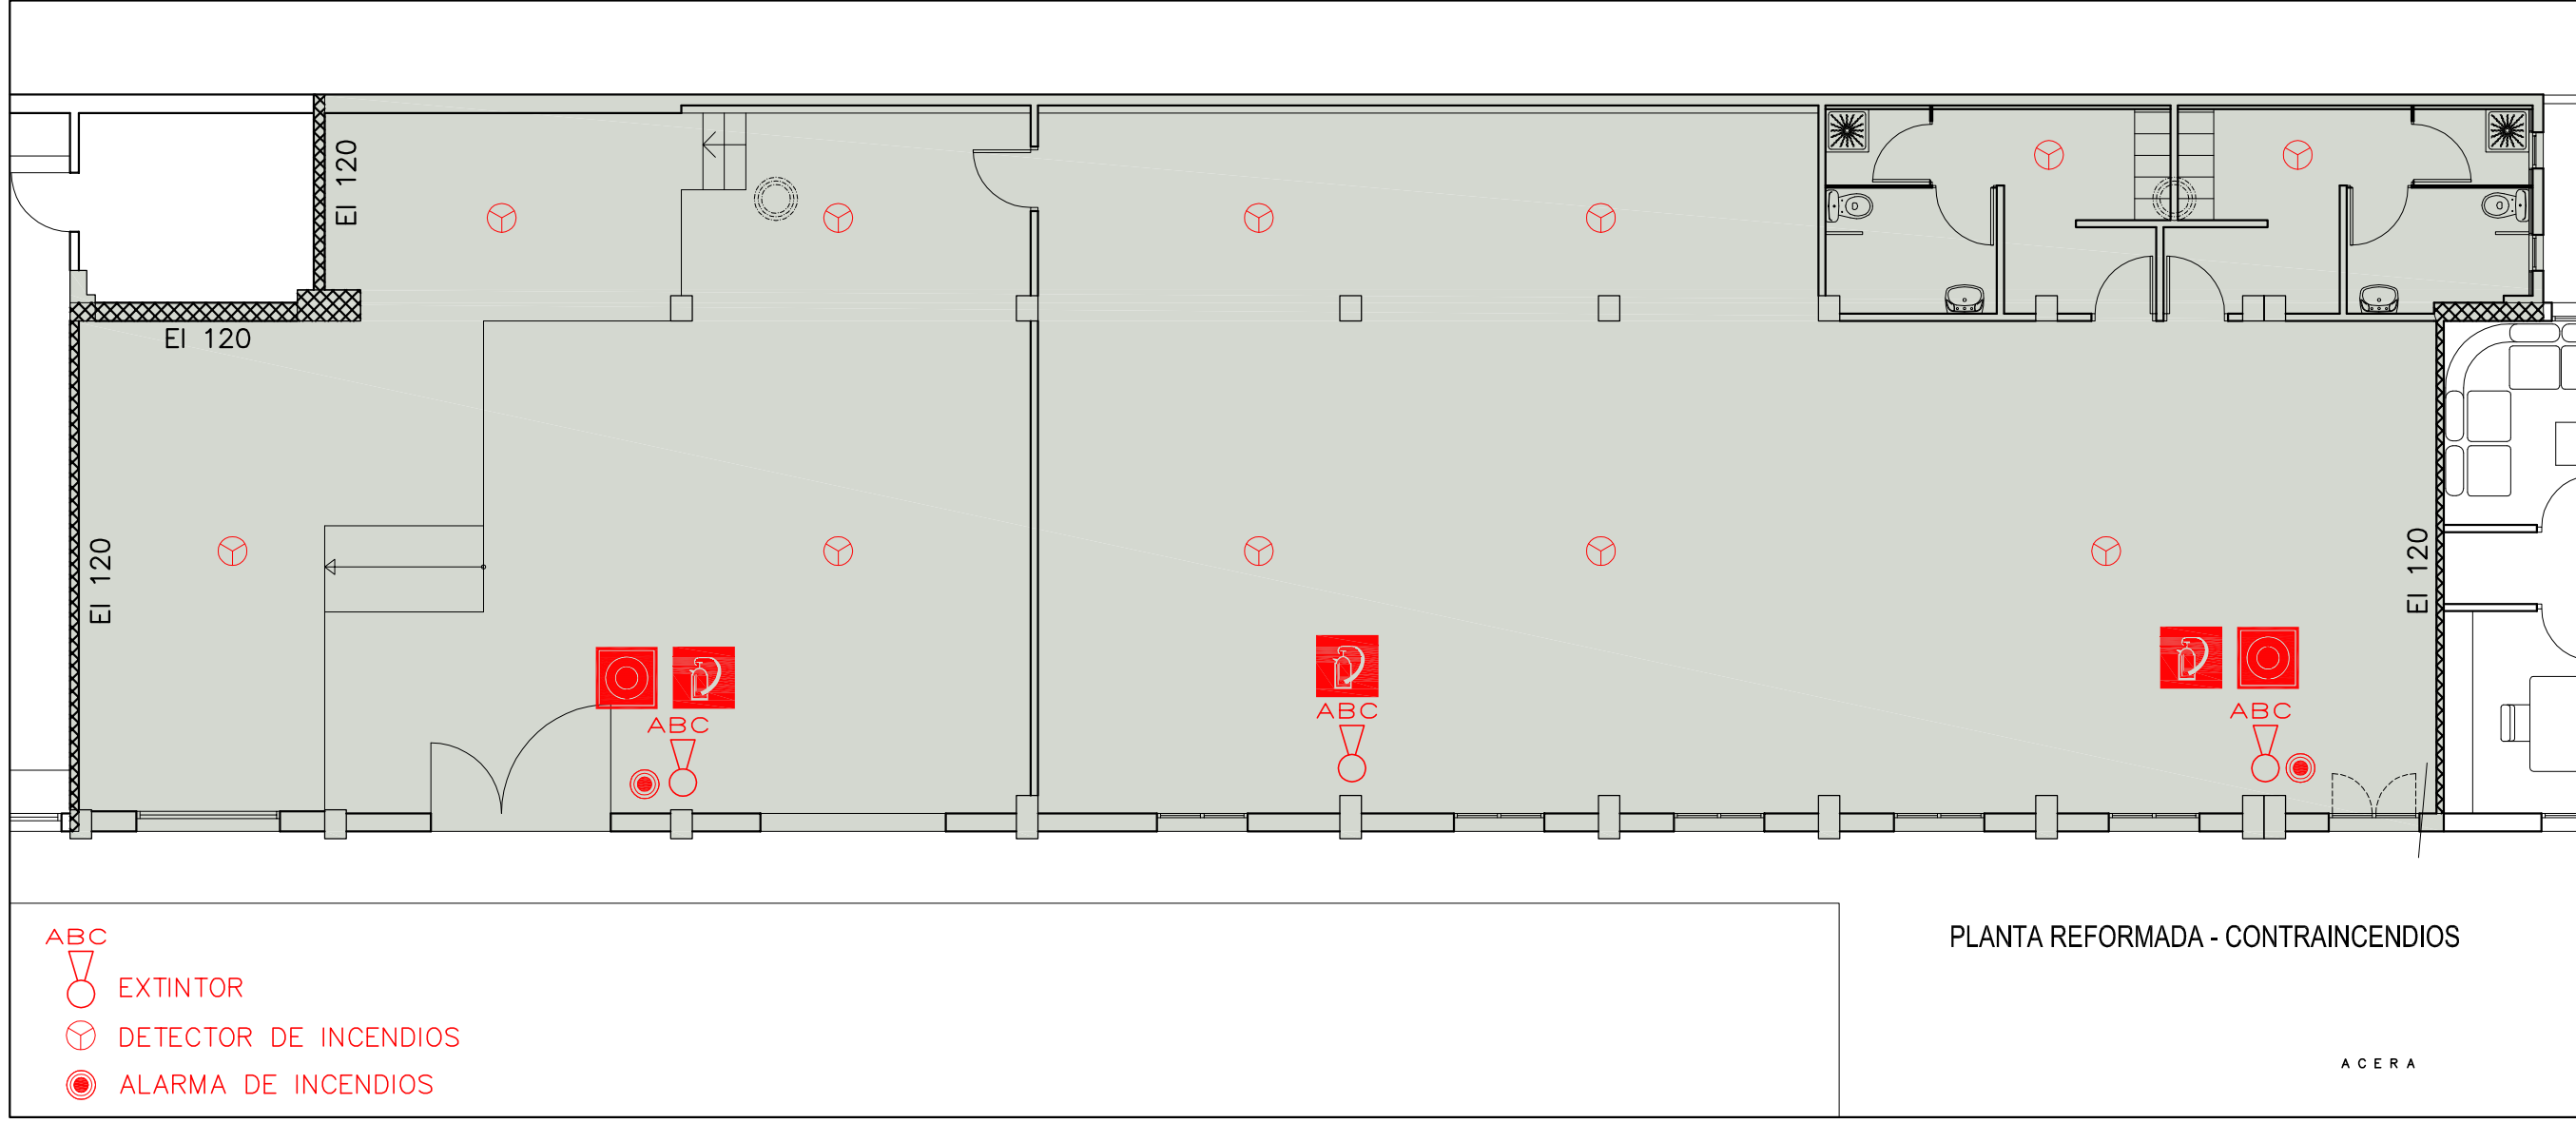 EI 120
EI 120
EI 120
EI 120
ABC
ABC
ABC
ABC
EXTINTOR
DETECTOR DE INCENDIOS
ALARMA DE INCENDIOS
PLANTA REFORMADA - CONTRAINCENDIOS
ACERA